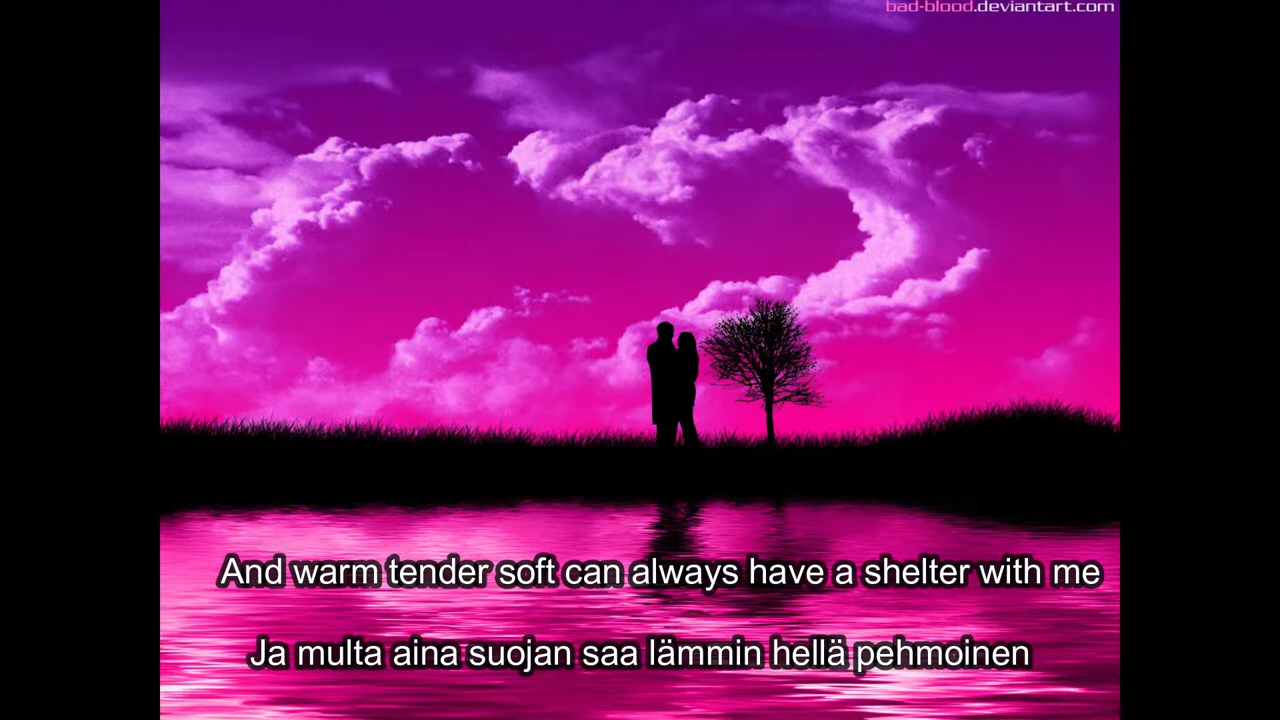 bad-blood.deviantart.com
And warm tender soft can always have a shelter with me
Ja multa aina suojan saa lämmin hellä pehmoinen